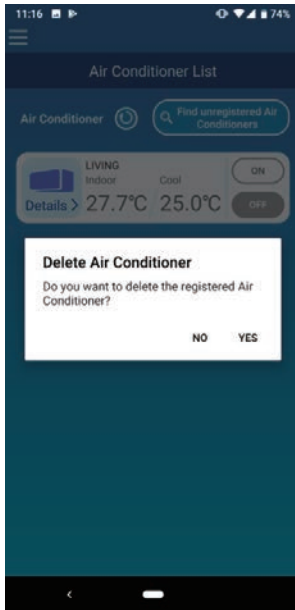 11:16 74%
Air Conditioner List
Air Conditioner
Find unregistered Air
Conditioners
LIVING
Indoor Cool
ON
Details > 27.7℃ 25.0℃
OFF
Delete Air Conditioner
Do you want to delete the registered Air
Conditioner?
NO YES